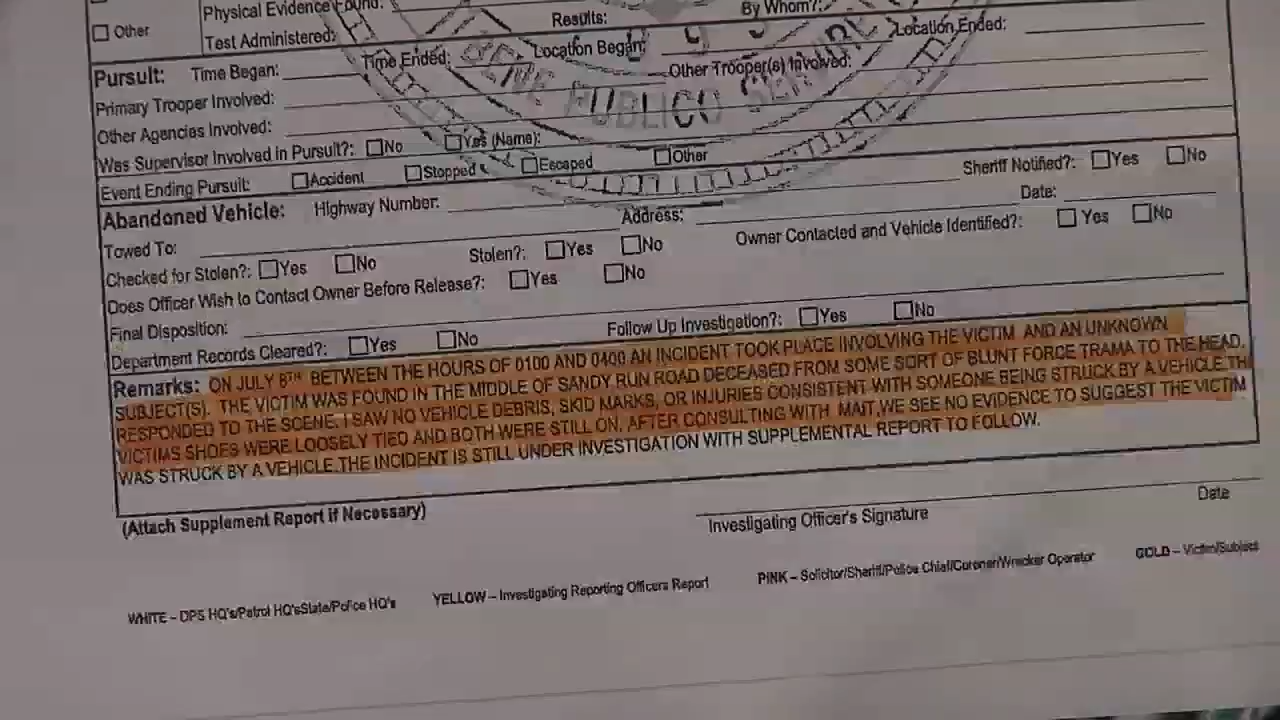 Physical Evidence Found: Results: By Whom?:
Other Test Administered: Location Began: Location Ended:
Pursuit: Time Began: Time Ended: Other Trooper(s) Involved:
Primary Trooper Involved:
Other Agencies Involved:
Was Supervisor Involved in Pursuit?: No Yes (Name):
Event Ending Pursuit: Accident Stopped Escaped Other Sheriff Notified?: Yes No
Abandoned Vehicle: Highway Number: Address: Date:
Towed To: Owner Contacted and Vehicle Identified?: Yes No
Checked for Stolen?: Yes No Stolen?: Yes No
Does Officer Wish to Contact Owner Before Release?: Yes No
Final Disposition:
Department Records Cleared?: Yes No Follow Up Investigation?: Yes No
Remarks: ON JULY 8TH BETWEEN THE HOURS OF 0100 AND 0400 AN INCIDENT TOOK PLACE INVOLVING THE VICTIM AND AN UNKNOWN
SUBJECT(S). THE VICTIM WAS FOUND IN THE MIDDLE OF SANDY RUN ROAD DECEASED FROM SOME SORT OF BLUNT FORCE TRAMA TO THE HEAD.
RESPONDED TO THE SCENE. I SAW NO VEHICLE DEBRIS, SKID MARKS, OR INJURIES CONSISTENT WITH SOMEONE BEING STRUCK BY A VEHICLE.TH
VICTIMS SHOES WERE LOOSELY TIED AND BOTH WERE STILL ON. AFTER CONSULTING WITH MAIT,WE SEE NO EVIDENCE TO SUGGEST THE VICTIM
WAS STRUCK BY A VEHICLE.THE INCIDENT IS STILL UNDER INVESTIGATION WITH SUPPLEMENTAL REPORT TO FOLLOW.
(Attach Supplement Report if Necessary)
Investigating Officer's Signature Date
WHITE – DPS HQ's/Patrol HQ'sState/Police HQ's YELLOW – Investigating Reporting Officers Report PINK – Solicitor/Sheriff/Police Chief/Coroner/Wrecker Operator GOLD – Victim/Subject
PUBLICO